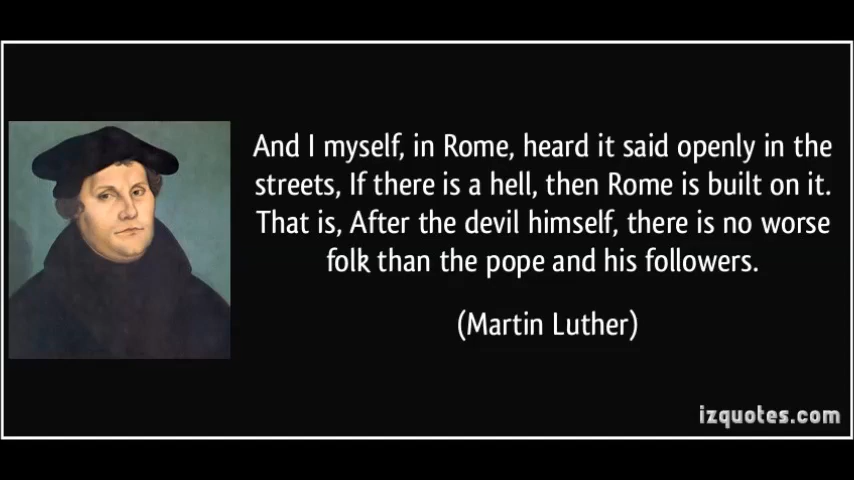 And I myself, in Rome, heard it said openly in the
streets, If there is a hell, then Rome is built on it.
That is, After the devil himself, there is no worse
folk than the pope and his followers.
(Martin Luther)
izquotes.com